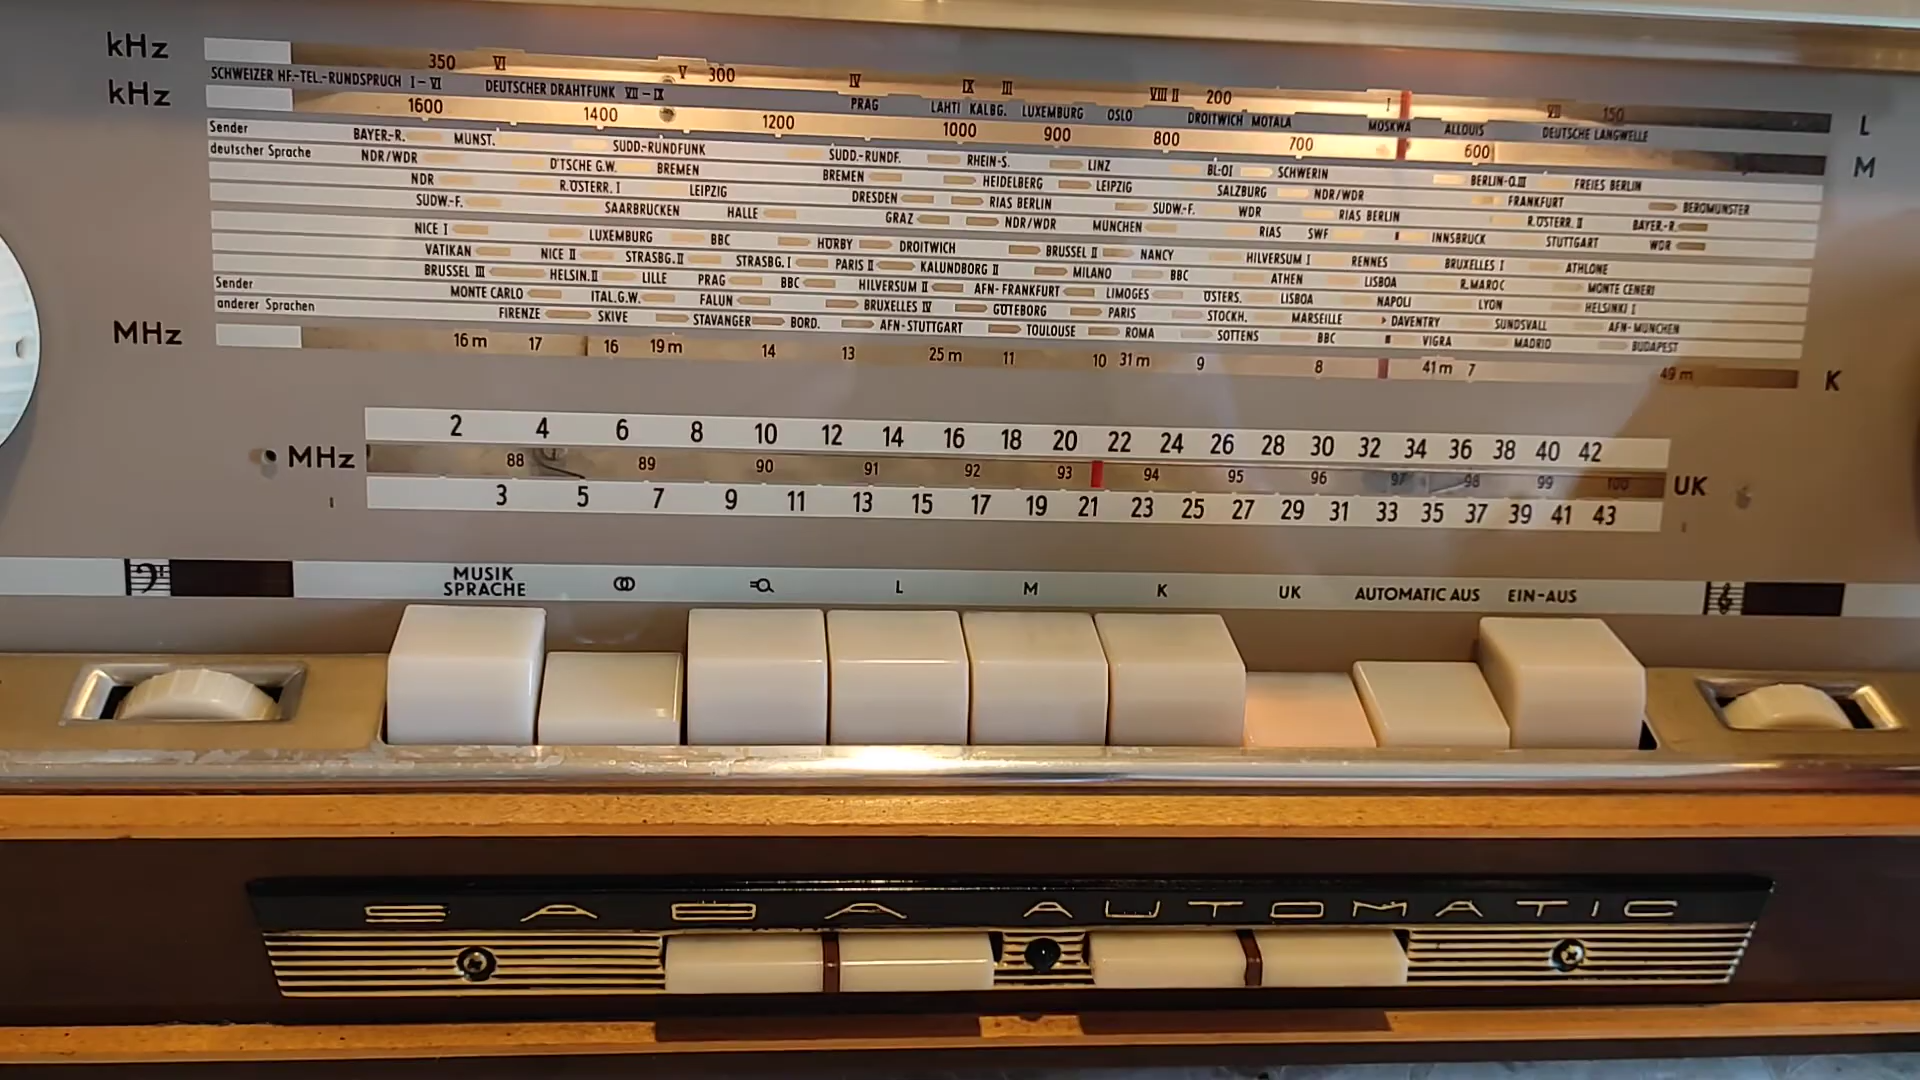 kHz 350 VI V 300 IV IX III VIII II 200 I VII 150 L
SCHWEIZER HF.-TEL.-RUNDSPRUCH I-VI DEUTSCHER DRAHTFUNK VII-IX PRAG LAHTI KALBG. LUXEMBURG OSLO DROITWICH MOTALA MOSKWA ALLOUIS DEUTSCHE LANGWELLE
kHz 1600 1400 1200 1000 900 800 700 600 M
Sender BAYER.-R. MÜNST. SÜDD.-RUNDFUNK SÜDD.-RUNDF. RHEIN-S. LINZ BL-OI SCHWERIN BERLIN-O.III FREIES BERLIN
deutscher Sprache NDR/WDR D'TSCHE G.W. BREMEN BREMEN HEIDELBERG LEIPZIG SALZBURG NDR/WDR FRANKFURT BEROMÜNSTER
NDR R.ÖSTERR. I LEIPZIG DRESDEN RIAS BERLIN SÜDW.-F. WDR RIAS BERLIN R.ÖSTERR. II BAYER.-R.
SÜDW.-F. SAARBRÜCKEN HALLE GRAZ NDR/WDR MÜNCHEN RIAS SWF INNSBRUCK STUTTGART WDR
NICE I LUXEMBURG BBC HÖRBY DROITWICH BRÜSSEL II NANCY HILVERSUM I RENNES BRUXELLES I ATHLONE
VATIKAN NICE II STRASBG. II STRASBG. I PARIS II KALUNDBORG II MILANO BBC ATHEN LISBOA R.MAROC MONTE CENERI
BRÜSSEL III HELSIN.II LILLE PRAG BBC HILVERSUM II AFN-FRANKFURT LIMOGES ÖSTERS. LISBOA NAPOLI LYON HELSINKI I
Sender MONTE CARLO ITAL.G.W. FALUN BRUXELLES IV GÖTEBORG PARIS STOCKH. MARSEILLE DAVENTRY SUNDSVALL AFN-MÜNCHEN
anderer Sprachen FIRENZE SKIVE STAVANGER BORD. AFN-STUTTGART TOULOUSE ROMA SOTTENS BBC VIGRA MADRID BUDAPEST
MHz 16 m 17 16 19 m 14 13 25 m 11 10 31 m 9 8 41 m 7 49 m K
2 4 6 8 10 12 14 16 18 20 22 24 26 28 30 32 34 36 38 40 42
MHz 88 89 90 91 92 93 94 95 96 97 98 99 100 UK
3 5 7 9 11 13 15 17 19 21 23 25 27 29 31 33 35 37 39 41 43
MUSIK
SPRACHE L M K UK AUTOMATIC AUS EIN-AUS
SABA AUTOMATIC